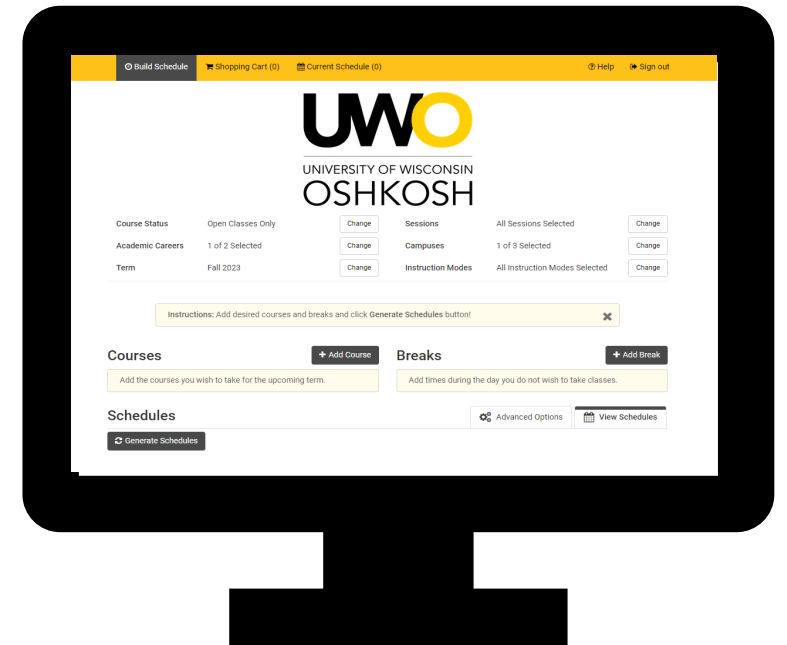 Build Schedule Shopping Cart (0) Current Schedule (0) Help Sign out
UWO
UNIVERSITY OF WISCONSIN
OSHKOSH
Course Status Open Classes Only Change Sessions All Sessions Selected Change
Academic Careers 1 of 2 Selected Change Campuses 1 of 3 Selected Change
Term Fall 2023 Change Instruction Modes All Instruction Modes Selected Change
Instructions: Add desired courses and breaks and click Generate Schedules button!
Courses + Add Course Breaks + Add Break
Add the courses you wish to take for the upcoming term. Add times during the day you do not wish to take classes.
Schedules Advanced Options View Schedules
Generate Schedules